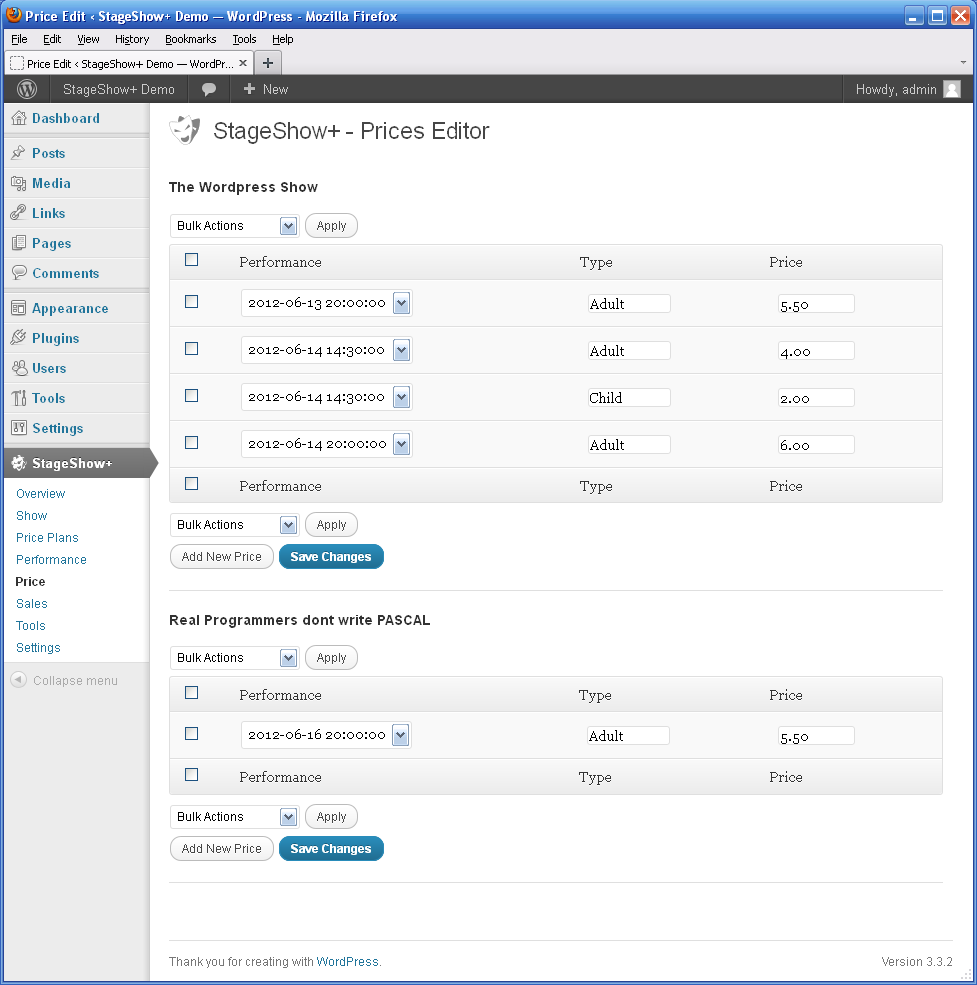 Price Edit ‹ StageShow+ Demo — WordPress - Mozilla Firefox
File Edit View History Bookmarks Tools Help
Price Edit ‹ StageShow+ Demo — WordPr...
StageShow+ Demo New Howdy, admin
Dashboard
Posts
Media
Links
Pages
Comments
Appearance
Plugins
Users
Tools
Settings
StageShow+
Overview
Show
Price Plans
Performance
Price
Sales
Tools
Settings
Collapse menu
StageShow+ - Prices Editor
The Wordpress Show
Bulk Actions Apply
Performance Type Price
2012-06-13 20:00:00 Adult 5.50
2012-06-14 14:30:00 Adult 4.00
2012-06-14 14:30:00 Child 2.00
2012-06-14 20:00:00 Adult 6.00
Performance Type Price
Bulk Actions Apply
Add New Price Save Changes
Real Programmers dont write PASCAL
Bulk Actions Apply
Performance Type Price
2012-06-16 20:00:00 Adult 5.50
Performance Type Price
Bulk Actions Apply
Add New Price Save Changes
Thank you for creating with WordPress. Version 3.3.2